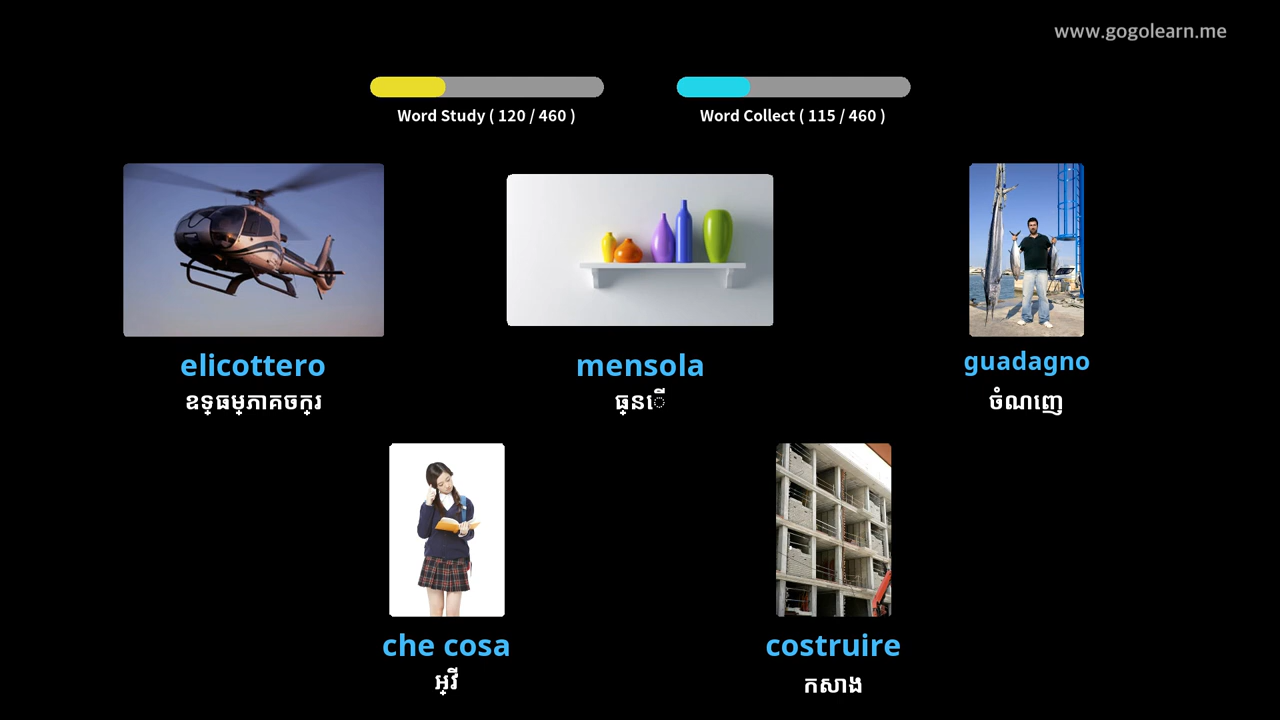 www.gogolearn.me
Word Study ( 120 / 460 )
Word Collect ( 115 / 460 )
elicottero
mensola
guadagno
ឧទ្ធម្ភាគចក្រ
ធ្នើ
ចំណញេ
che cosa
costruire
អ្វី
កសាង